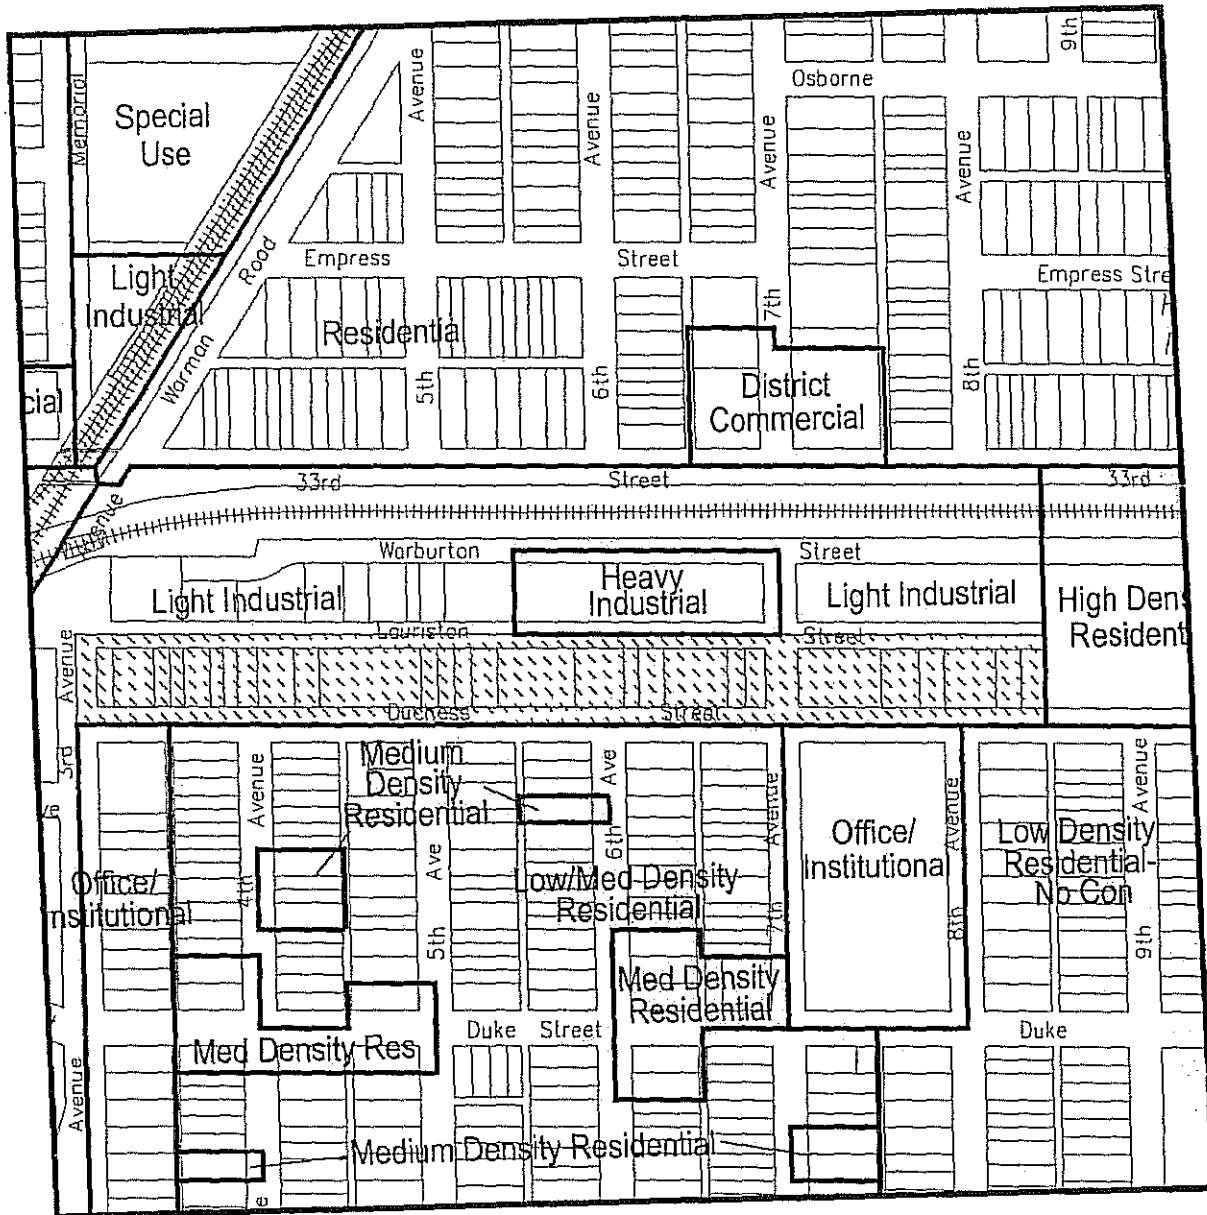 9th
Avenue
Osborne
Memorial
Special
Use
Avenue
Avenue
Avenue
Road
Empress
Street
Empress Stre
Light
Industrial
7th
Residentia
Warman
5th
6th
8th
District
Commercial
cial
33rd
Street
33rd
Avenue
Warburton
Street
Light Industrial
Heavy
Industrial
Light Industrial
High Dens
Resident
Lauriston
Street
Avenue
Duchess
Street
3rd
Avenue
Medium
Density
Residential
6th Ave
Avenue
7th
Avenue
8th
Avenue
9th
Office/
Institutional
Low Density
Residential-
No Con
Office/
nstitutional
4th
Ave
5th
Low/Med Density
Residential
Med Density
Residential
Duke
Street
Duke
Med Density Res
Avenue
Medium Density Residential